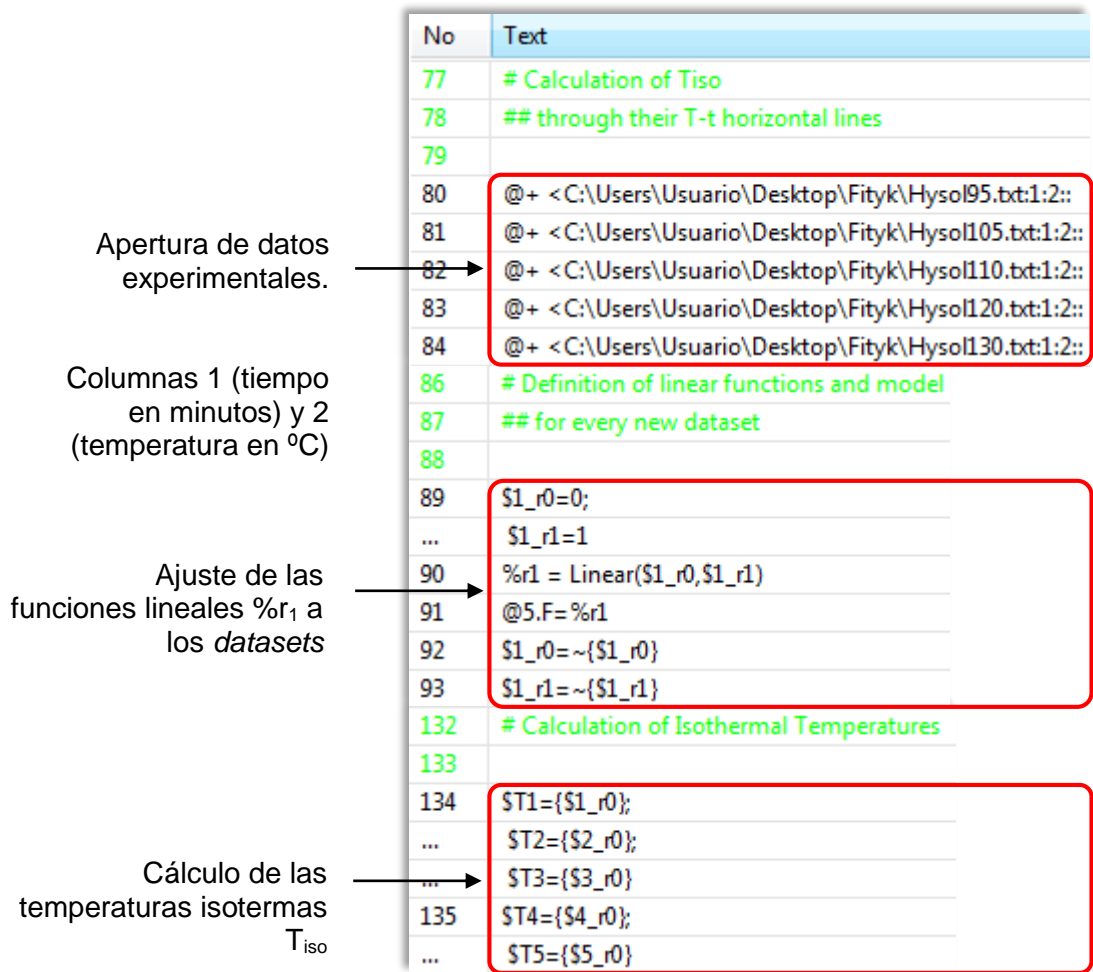 No Text
77 # Calculation of Tiso
78 ## through their T-t horizontal lines
79
80 @+ <C:\Users\Usuario\Desktop\Fityk\Hysol95.txt:1:2::
81 @+ <C:\Users\Usuario\Desktop\Fityk\Hysol105.txt:1:2::
82 @+ <C:\Users\Usuario\Desktop\Fityk\Hysol110.txt:1:2::
83 @+ <C:\Users\Usuario\Desktop\Fityk\Hysol120.txt:1:2::
84 @+ <C:\Users\Usuario\Desktop\Fityk\Hysol130.txt:1:2::
Apertura de datos
experimentales.
Columnas 1 (tiempo
en minutos) y 2
(temperatura en ºC)
86 # Definition of linear functions and model
87 ## for every new dataset
88
89 $1_r0=0;
... $1_r1=1
90 %r1 = Linear($1_r0,$1_r1)
91 @5.F=%r1
92 $1_r0=~{$1_r0}
93 $1_r1=~{$1_r1}
Ajuste de las
funciones lineales %r₁ a
los datasets
132 # Calculation of Isothermal Temperatures
133
134 $T1={$1_r0};
... $T2={$2_r0};
... $T3={$3_r0}
135 $T4={$4_r0};
... $T5={$5_r0}
Cálculo de las
temperaturas isotermas
Tiso